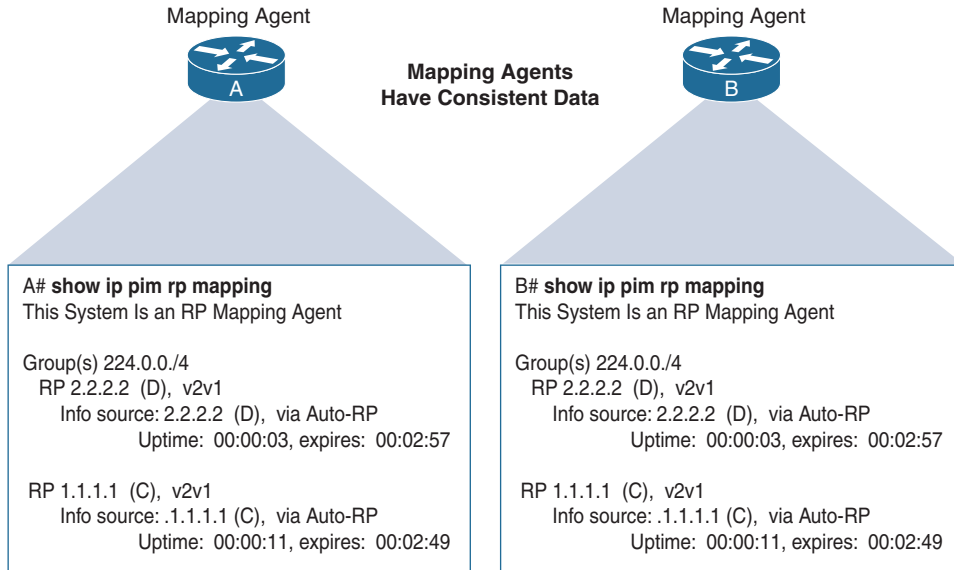 Mapping Agent
A
Mapping Agents
Have Consistent Data
Mapping Agent
B
A# show ip pim rp mapping
This System Is an RP Mapping Agent
Group(s) 224.0.0./4
RP 2.2.2.2 (D), v2v1
Info source: 2.2.2.2 (D), via Auto-RP
Uptime: 00:00:03, expires: 00:02:57
RP 1.1.1.1 (C), v2v1
Info source: .1.1.1.1 (C), via Auto-RP
Uptime: 00:00:11, expires: 00:02:49
B# show ip pim rp mapping
This System Is an RP Mapping Agent
Group(s) 224.0.0./4
RP 2.2.2.2 (D), v2v1
Info source: 2.2.2.2 (D), via Auto-RP
Uptime: 00:00:03, expires: 00:02:57
RP 1.1.1.1 (C), v2v1
Info source: .1.1.1.1 (C), via Auto-RP
Uptime: 00:00:11, expires: 00:02:49